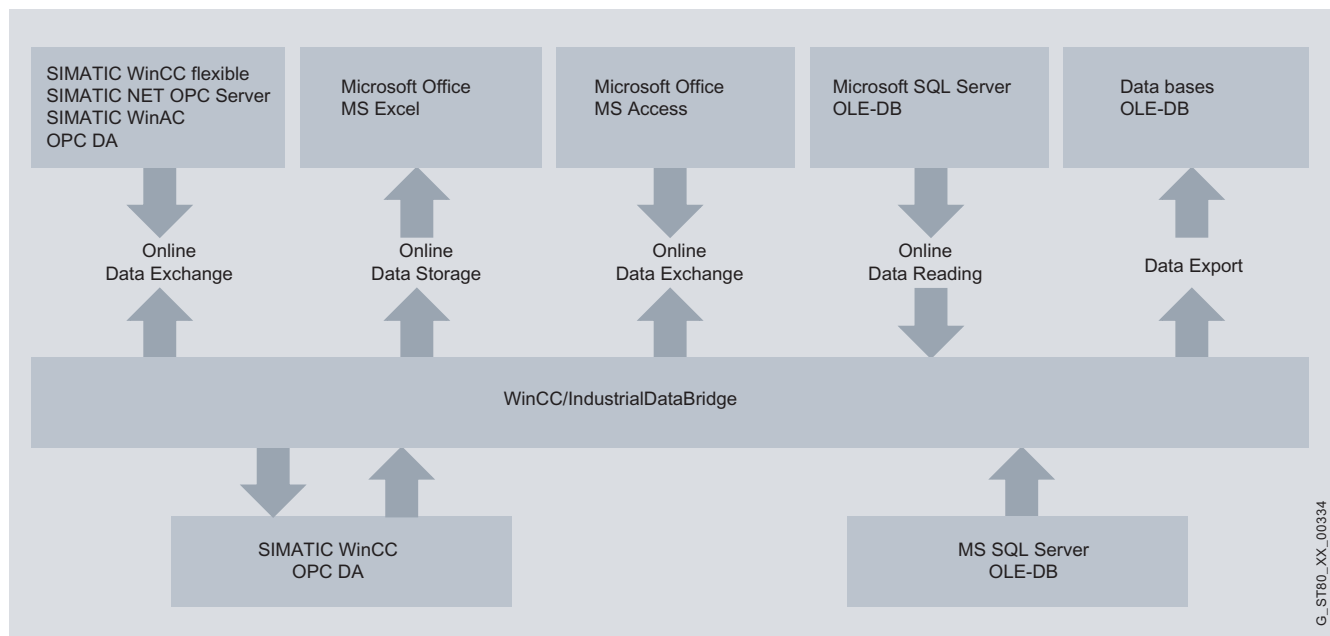 SIMATIC WinCC flexible
SIMATIC NET OPC Server
SIMATIC WinAC
OPC DA
Microsoft Office
MS Excel
Microsoft Office
MS Access
Microsoft SQL Server
OLE-DB
Data bases
OLE-DB
Online
Data Exchange
Online
Data Storage
Online
Data Exchange
Online
Data Reading
Data Export
WinCC/IndustrialDataBridge
SIMATIC WinCC
OPC DA
MS SQL Server
OLE-DB
G_ST80_XX_00334